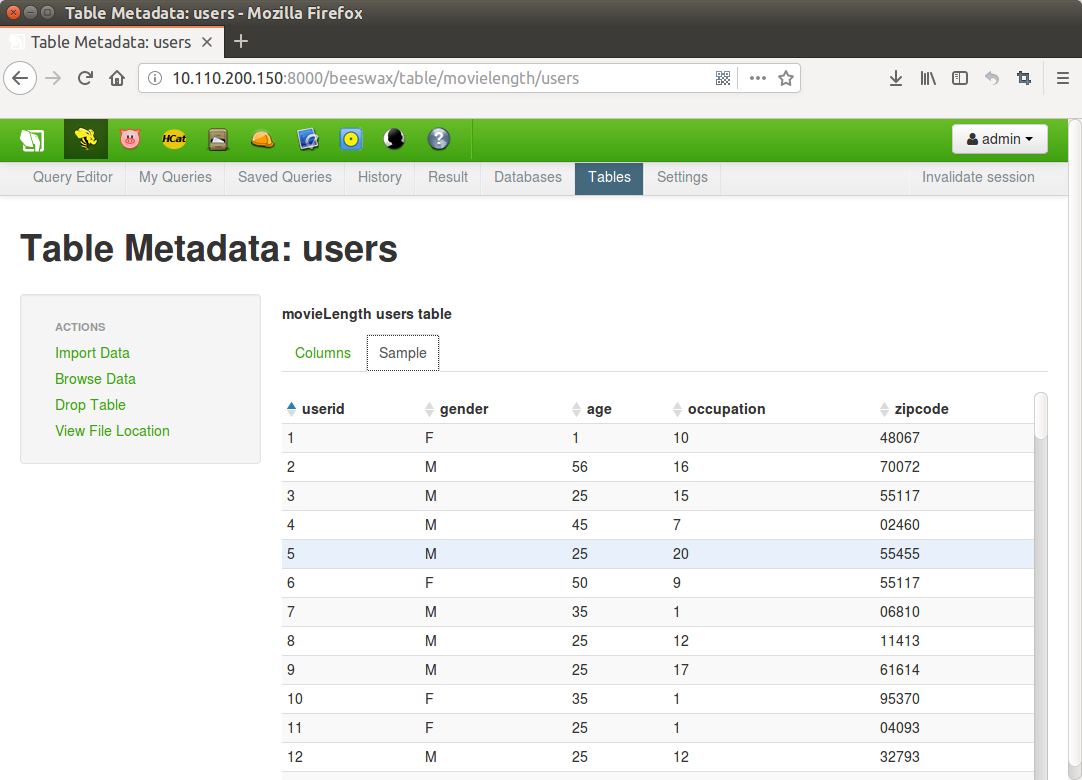 Table Metadata: users - Mozilla Firefox
Table Metadata: users
10.110.200.150:8000/beeswax/table/movielength/users
HCat
?
admin
Query Editor My Queries Saved Queries History Result Databases Tables Settings Invalidate session
Table Metadata: users
ACTIONS
Import Data
Browse Data
Drop Table
View File Location
movieLength users table
Columns Sample
userid gender age occupation zipcode
1 F 1 10 48067
2 M 56 16 70072
3 M 25 15 55117
4 M 45 7 02460
5 M 25 20 55455
6 F 50 9 55117
7 M 35 1 06810
8 M 25 12 11413
9 M 25 17 61614
10 F 35 1 95370
11 F 25 1 04093
12 M 25 12 32793